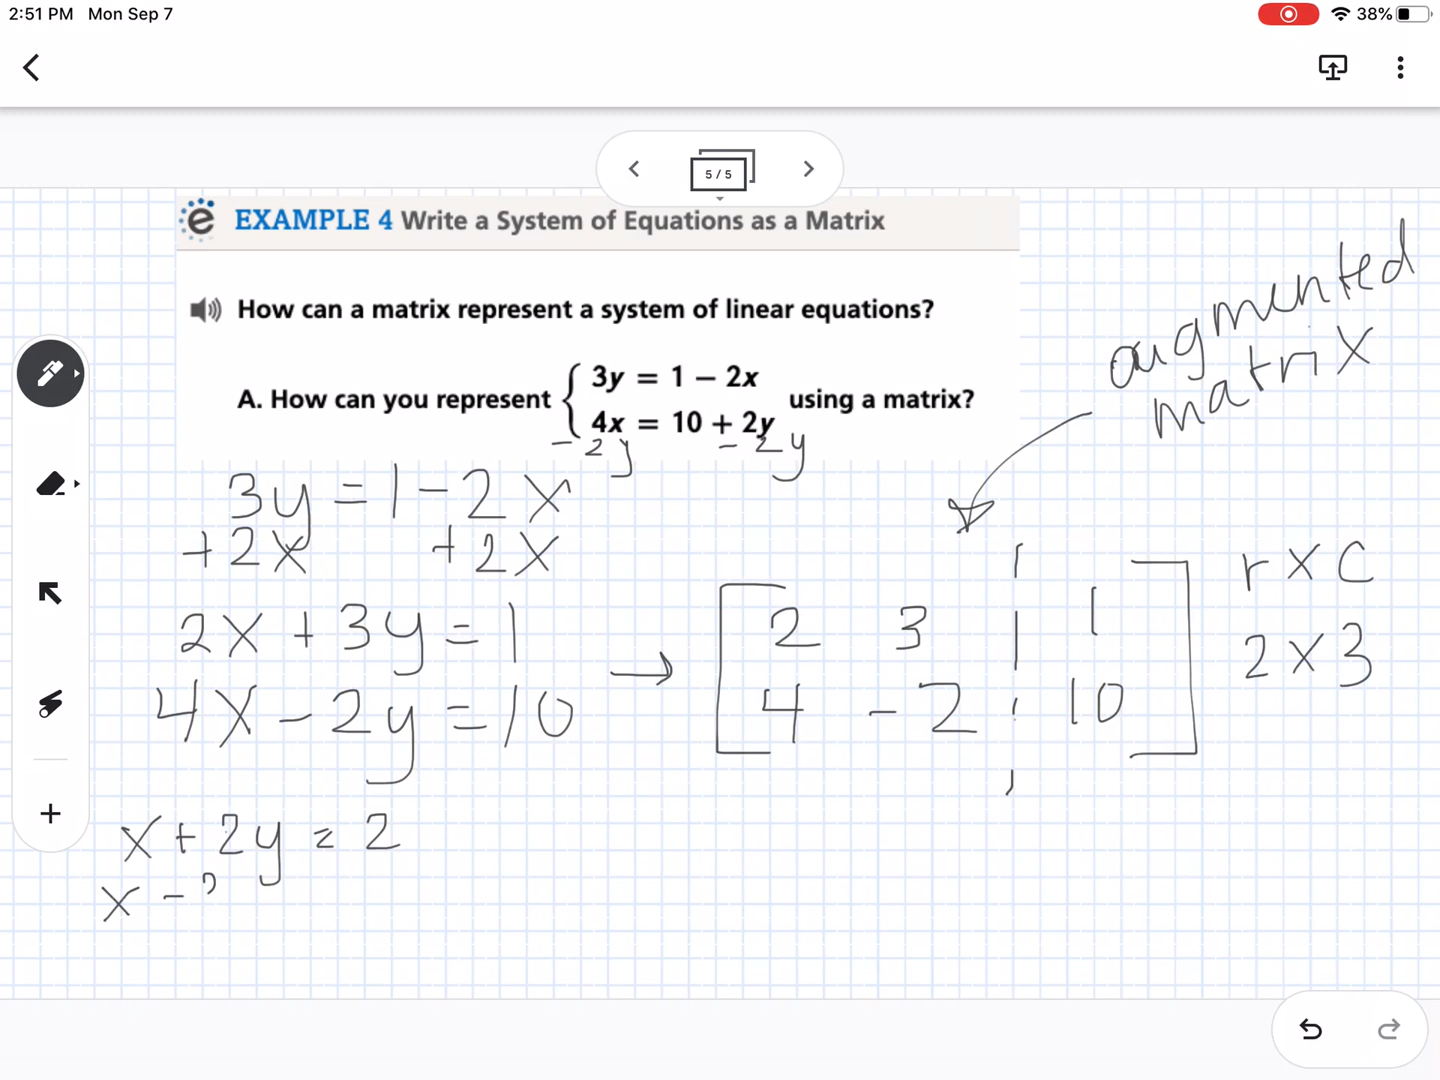 2:51 PM Mon Sep 7
38%
5 / 5
EXAMPLE 4 Write a System of Equations as a Matrix
How can a matrix represent a system of linear equations?
A. How can you represent { 3y = 1 − 2x
4x = 10 + 2y using a matrix?
− 2y − 2y
augmented
matrix
3y = 1 − 2x
+2x +2x
2x + 3y = 1
4x − 2y = 10
→
[ 2 3 | 1
4 −2 | 10 ]
r x c
2 x 3
x + 2y = 2
x −